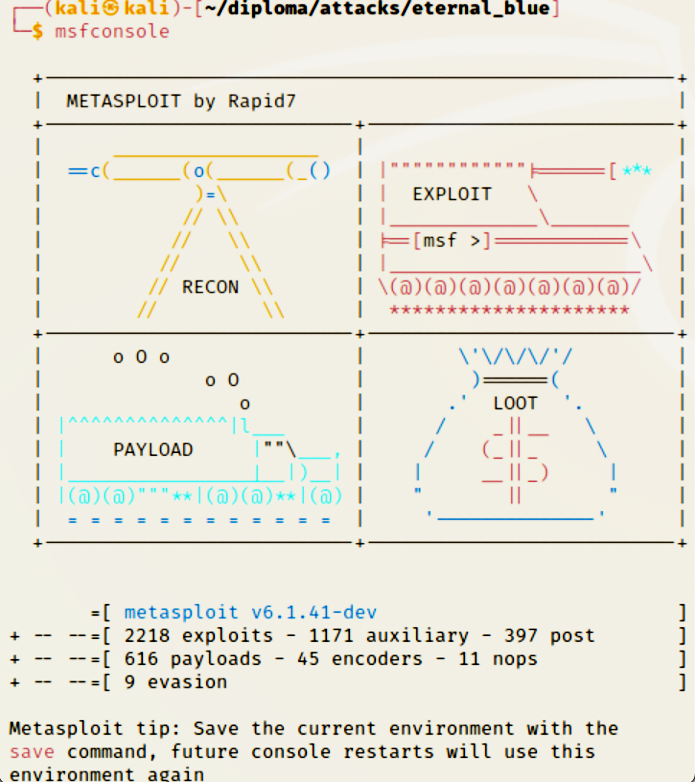 (kali㉿kali)-[~/diploma/attacks/eternal_blue]
$ msfconsole
METASPLOIT by Rapid7
EXPLOIT
[msf >]
RECON
o O o
o O
o
PAYLOAD
LOOT
=[ metasploit v6.1.41-dev ]
+ -- --=[ 2218 exploits - 1171 auxiliary - 397 post ]
+ -- --=[ 616 payloads - 45 encoders - 11 nops ]
+ -- --=[ 9 evasion ]
Metasploit tip: Save the current environment with the
save command, future console restarts will use this
environment again